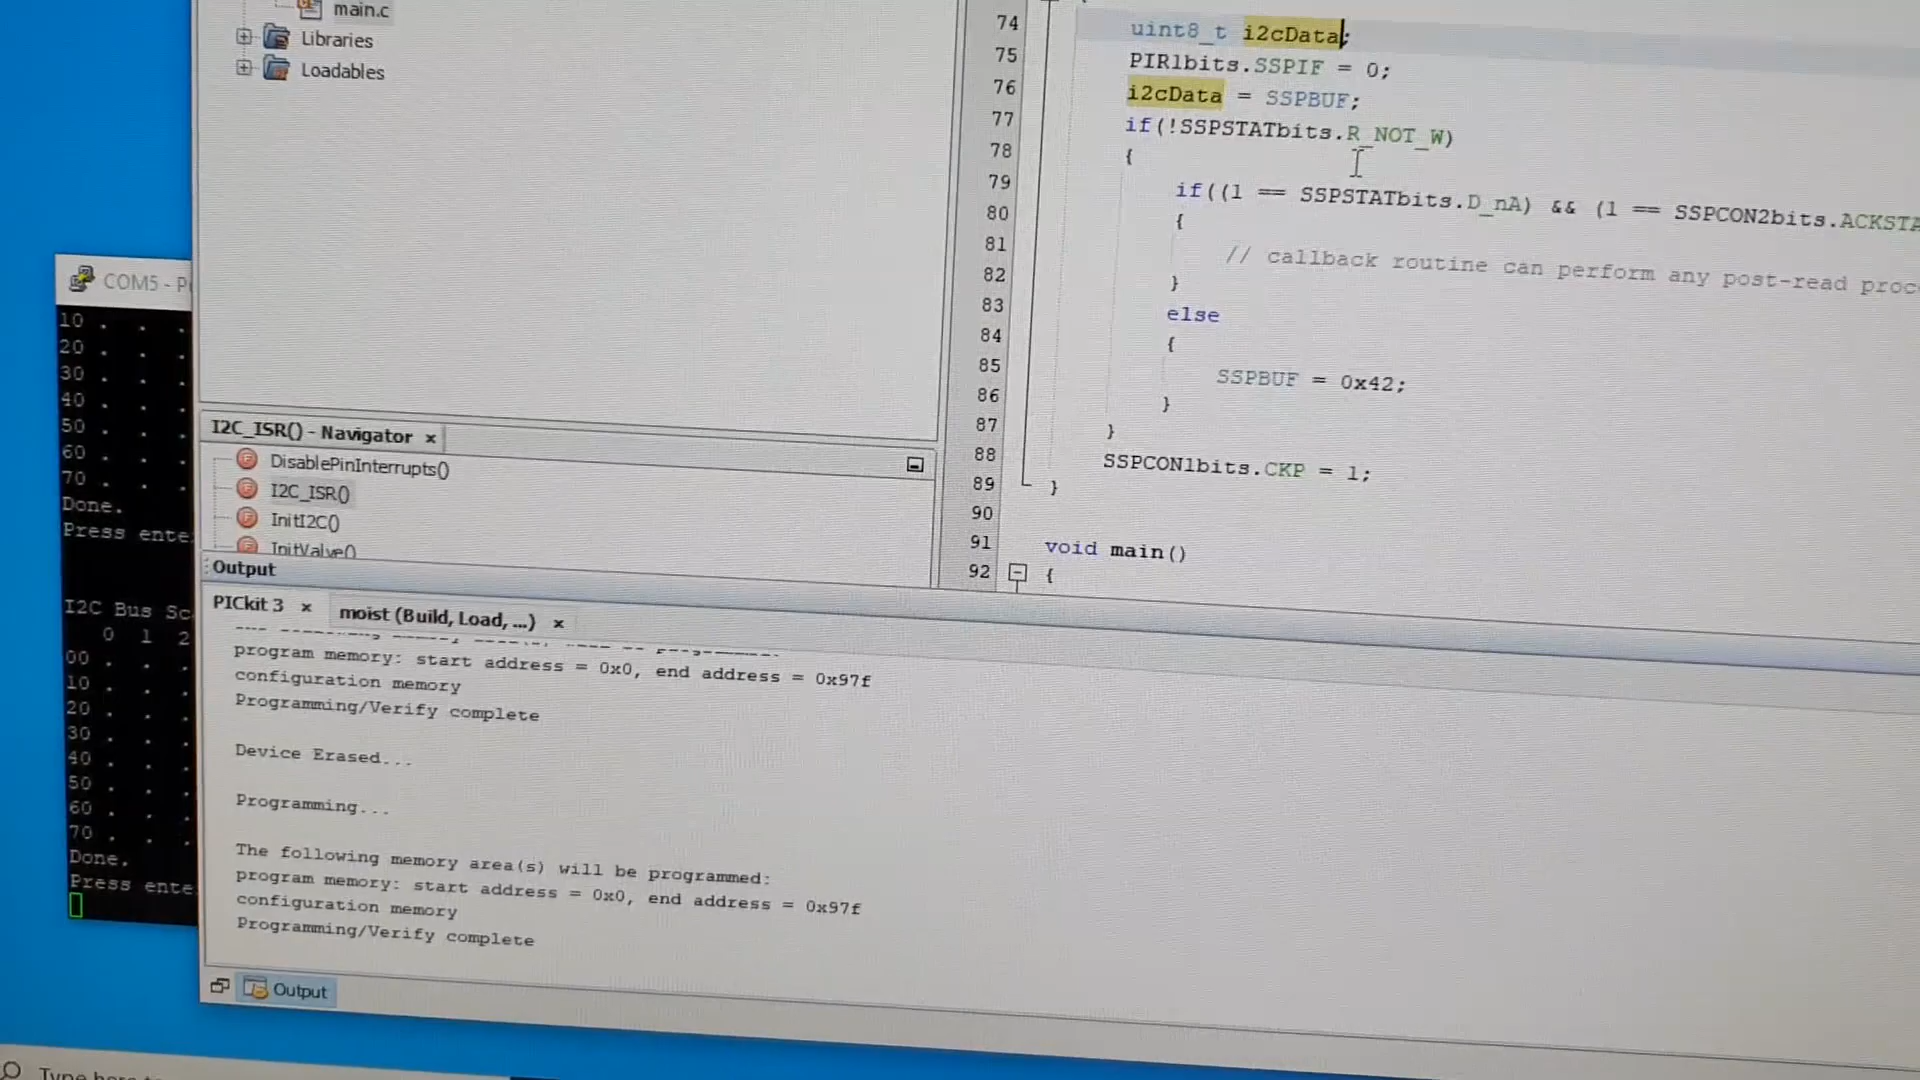 main.c
Libraries
Loadables
COM5 - P
10 . . .
20 . . .
30 . . .
40 . . .
50 . . .
60 . . .
70 . . .
Done.
Press ente
I2C Bus Sc
0 1 2
00 . . .
10 . . .
20 . . .
30 . . .
40 . . .
50 . . .
60 . . .
70 . . .
Done.
Press ente
I2C_ISR() - Navigator
DisablePinInterrupts()
I2C_ISR()
InitI2C()
InitValve()
74 uint8_t i2cData;
75 PIR1bits.SSPIF = 0;
76 i2cData = SSPBUF;
77 if(!SSPSTATbits.R_NOT_W)
78 {
79 if((1 == SSPSTATbits.D_nA) && (1 == SSPCON2bits.ACKSTA
80 {
81 // callback routine can perform any post-read proc
82 }
83 else
84 {
85 SSPBUF = 0x42;
86 }
87 }
88 SSPCON1bits.CKP = 1;
89 }
90
91 void main()
92 {
Output
PICkit 3 × moist (Build, Load, ...) ×
program memory: start address = 0x0, end address = 0x97f
configuration memory
Programming/Verify complete
Device Erased...
Programming...
The following memory area(s) will be programmed:
program memory: start address = 0x0, end address = 0x97f
configuration memory
Programming/Verify complete
Output
Type here